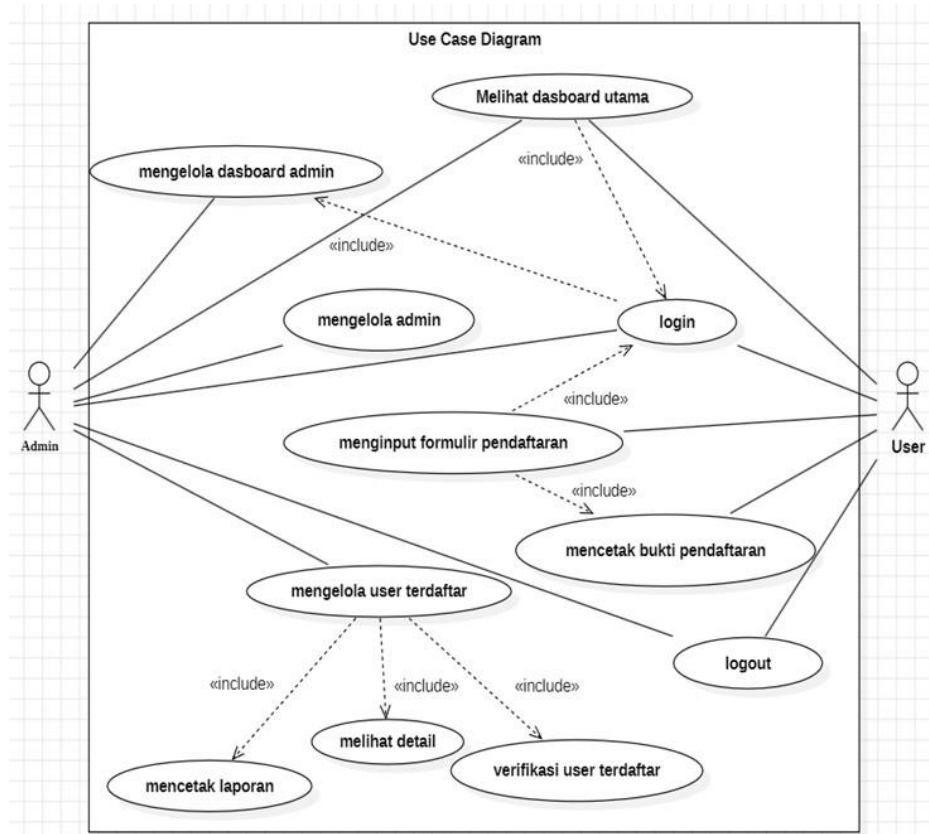 Use Case Diagram
Melihat dasboard utama
«include»
mengelola dasboard admin
«include»
mengelola admin
login
«include»
Admin
menginput formulir pendaftaran
User
«include»
mencetak bukti pendaftaran
mengelola user terdaftar
logout
«include»
«include»
«include»
melihat detail
verifikasi user terdaftar
mencetak laporan